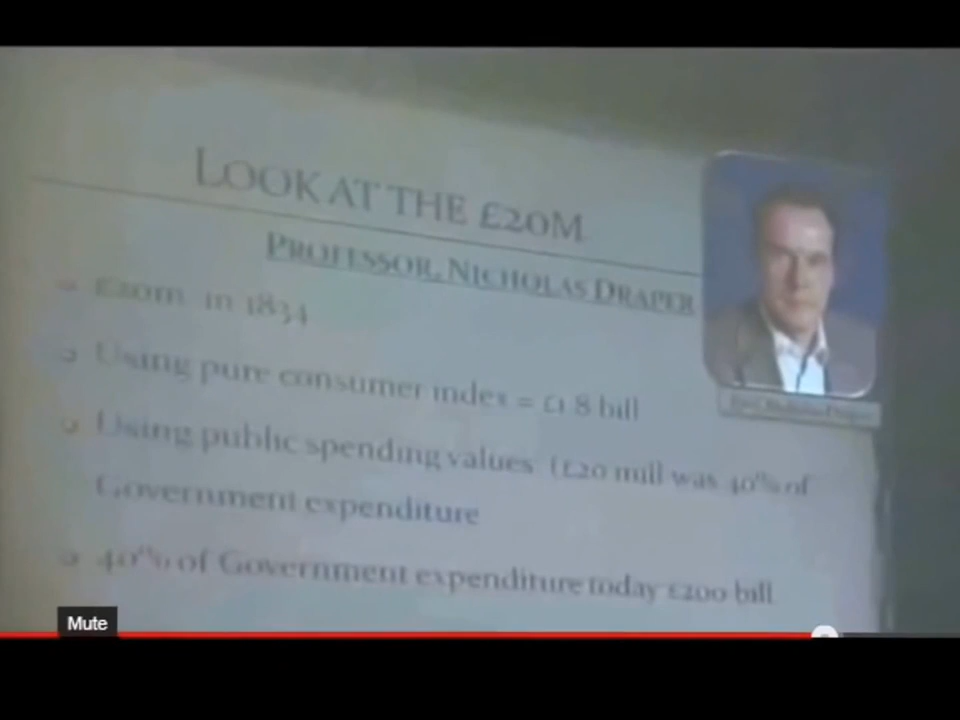 LOOK AT THE £20M
PROFESSOR, NICHOLAS DRAPER
£20m in 1834
Using pure consumer index = £1 8 bill
Using public spending values (£20 mill was 40% of
Government expenditure
40% of Government expenditure today £200 bill
Mute